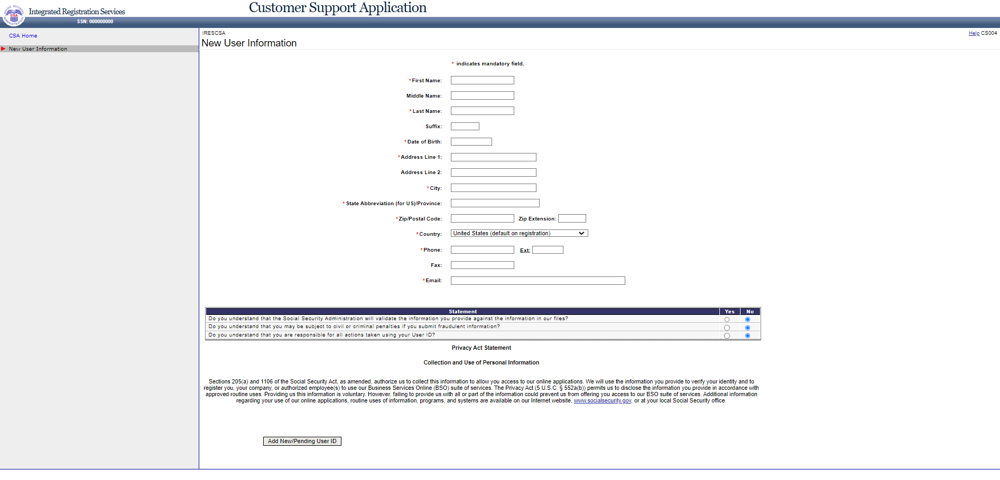 Integrated Registration Services
Customer Support Application
SSN: 000000000
CSA Home
New User Information
IRESCSA
Help CS004
New User Information
* indicates mandatory field.
*First Name:
Middle Name:
*Last Name:
Suffix:
*Date of Birth:
*Address Line 1:
Address Line 2:
*City:
*State Abbreviation (for US)/Province:
*Zip/Postal Code: Zip Extension:
*Country: United States (default on registration)
*Phone: Ext:
Fax:
*Email:
Statement Yes No
Do you understand that the Social Security Administration will validate the information you provide against the information in our files?
Do you understand that you may be subject to civil or criminal penalties if you submit fraudulent information?
Do you understand that you are responsible for all actions taken using your User ID?
Privacy Act Statement
Collection and Use of Personal Information
Sections 205(a) and 1106 of the Social Security Act, as amended, authorize us to collect this information to allow you access to our online applications. We will use the information you provide to verify your identity and to
register you, your company, or authorized employee(s) to use our Business Services Online (BSO) suite of services. The Privacy Act (5 U.S.C. § 552a(b)) permits us to disclose the information you provide in accordance with
approved routine uses. Providing us this information is voluntary. However, failing to provide us with all or part of the information could prevent us from offering you access to our BSO suite of services. Additional information
regarding your use of our online applications, routine uses of information, programs, and systems are available on our Internet website, www.socialsecurity.gov, or at your local Social Security office.
Add New/Pending User ID